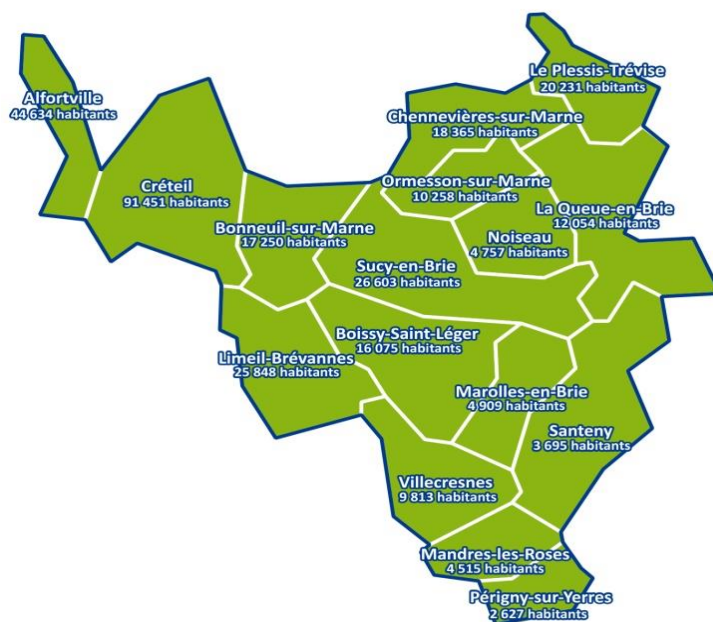 Le Plessis-Trévise
20 231 habitants
Alfortville
44 634 habitants
Chennevières-sur-Marne
18 365 habitants
Créteil
91 451 habitants
Ormesson-sur-Marne
10 258 habitants
La Queue-en-Brie
12 054 habitants
Bonneuil-sur-Marne
17 250 habitants
Noiseau
4 757 habitants
Sucy-en-Brie
26 603 habitants
Boissy-Saint-Léger
16 075 habitants
Limeil-Brévannes
25 848 habitants
Marolles-en-Brie
4 909 habitants
Santeny
3 695 habitants
Villecresnes
9 813 habitants
Mandres-les-Roses
4 515 habitants
Périgny-sur-Yerres
2 627 habitants